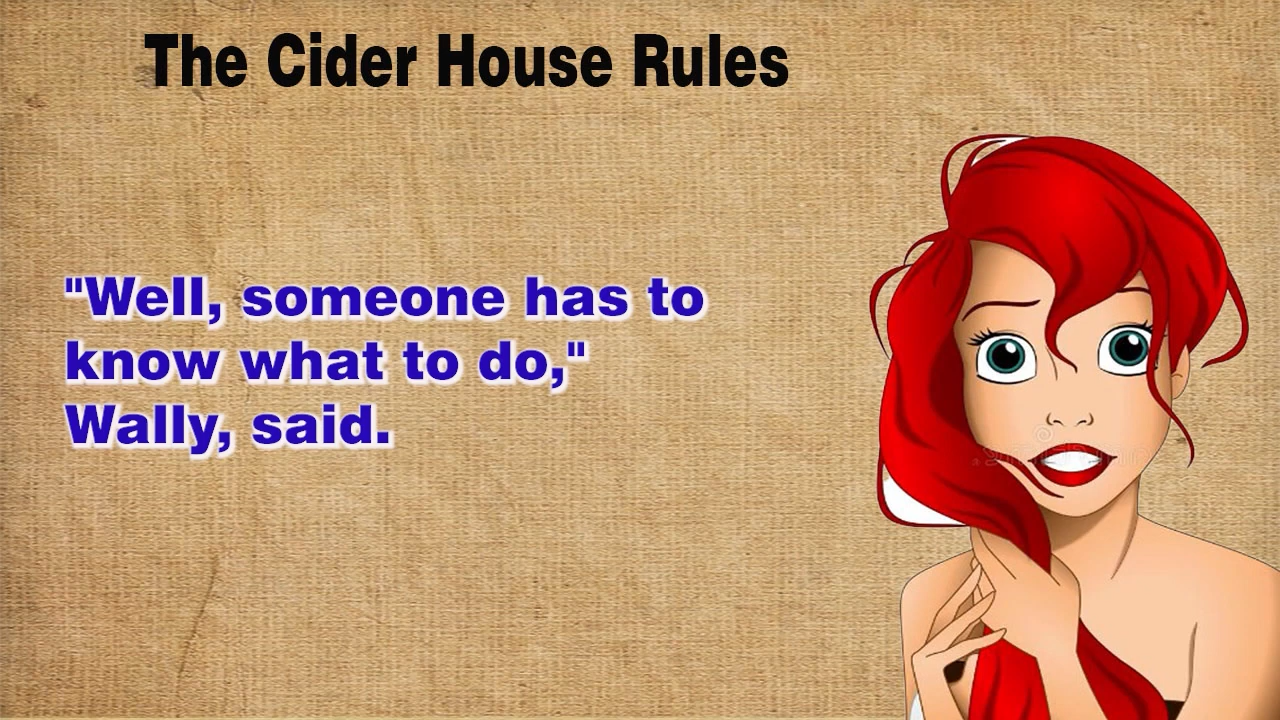 The Cider House Rules
"Well, someone has to
know what to do,"
Wally, said.